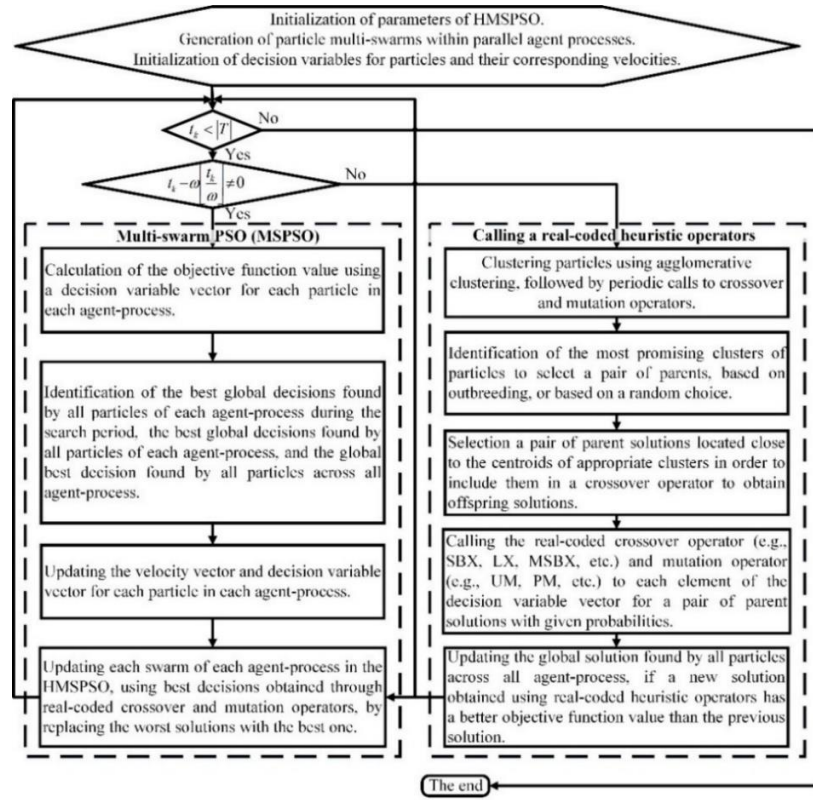 Initialization of parameters of HMSPSO.
Generation of particle multi-swarms within parallel agent processes.
Initialization of decision variables for particles and their corresponding velocities.
t_k < |T|
No
Yes
t_k − ω |t_k / ω| ≠ 0
No
Yes
Multi-swarm PSO (MSPSO)
Calculation of the objective function value using
a decision variable vector for each particle in
each agent-process.
Identification of the best global decisions found
by all particles of each agent-process during the
search period, the best global decisions found by
all particles of each agent-process, and the global
best decision found by all particles across all
agent-process.
Updating the velocity vector and decision variable
vector for each particle in each agent-process.
Updating each swarm of each agent-process in the
HMSPSO, using best decisions obtained through
real-coded crossover and mutation operators, by
replacing the worst solutions with the best one.
Calling a real-coded heuristic operators
Clustering particles using agglomerative
clustering, followed by periodic calls to crossover
and mutation operators.
Identification of the most promising clusters of
particles to select a pair of parents, based on
outbreeding, or based on a random choice.
Selection a pair of parent solutions located close
to the centroids of appropriate clusters in order to
include them in a crossover operator to obtain
offspring solutions.
Calling the real-coded crossover operator (e.g.,
SBX, LX, MSBX, etc.) and mutation operator
(e.g., UM, PM, etc.) to each element of the
decision variable vector for a pair of parent
solutions with given probabilities.
Updating the global solution found by all particles
across all agent-process, if a new solution
obtained using real-coded heuristic operators has
a better objective function value than the previous
solution.
The end